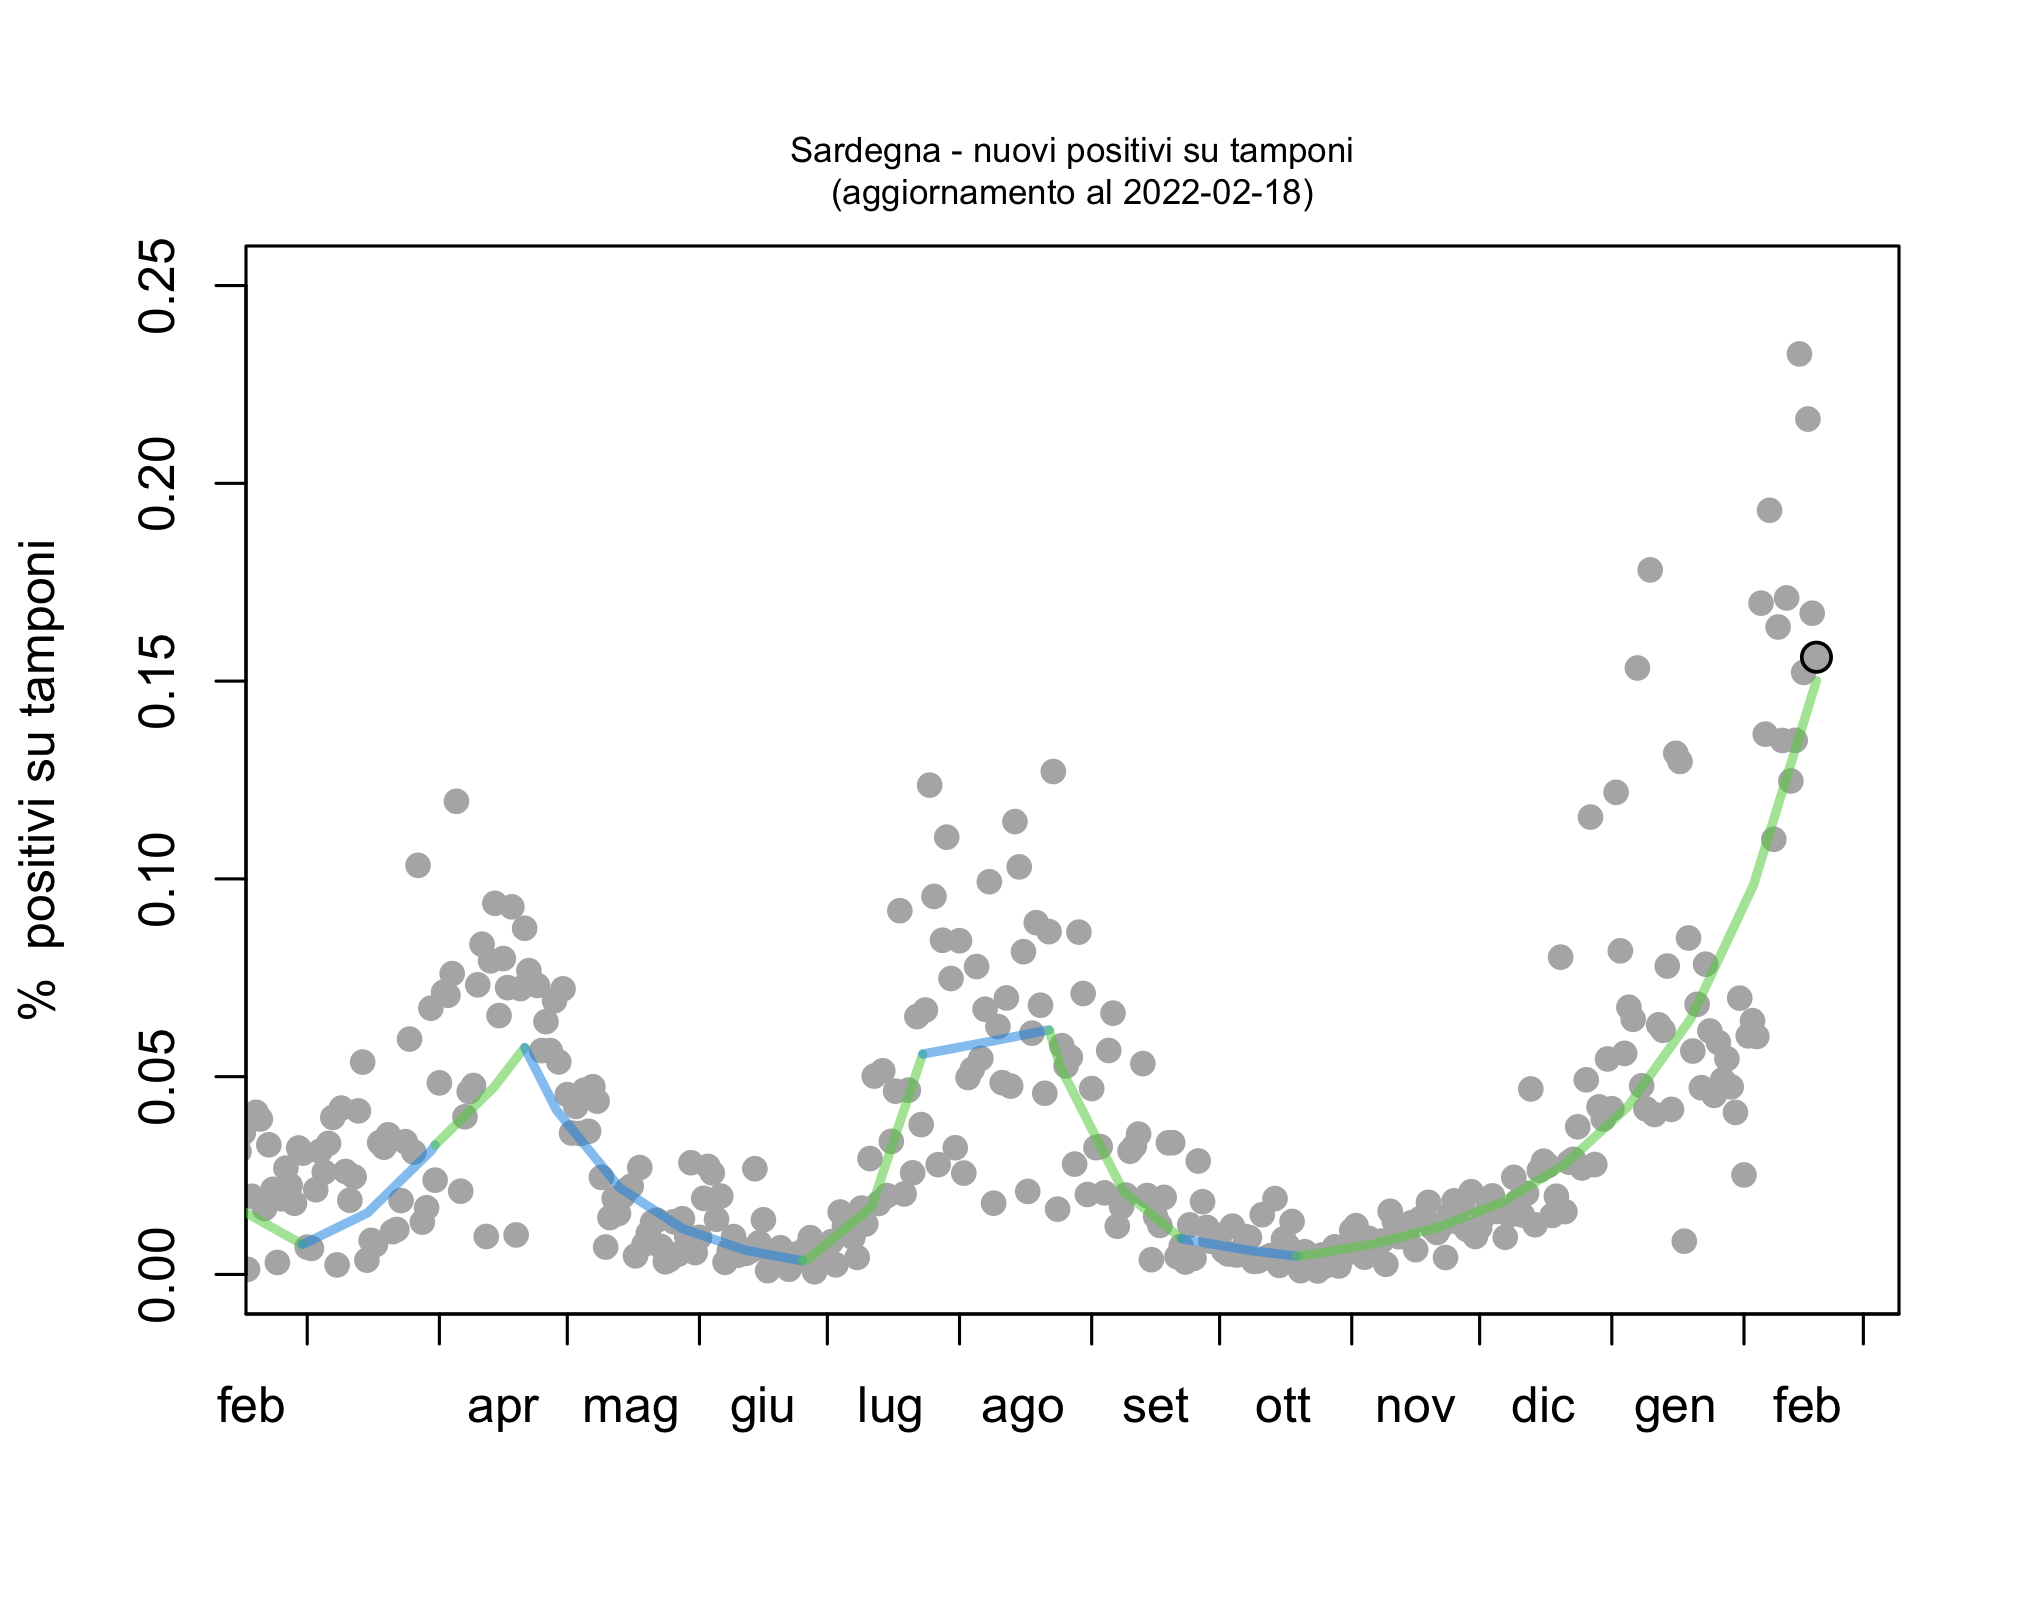 Sardegna - nuovi positivi su tamponi
(aggiornamento al 2022-02-18)
% positivi su tamponi
0.25
0.20
0.15
0.10
0.05
0.00
feb apr mag giu lug ago set ott nov dic gen feb